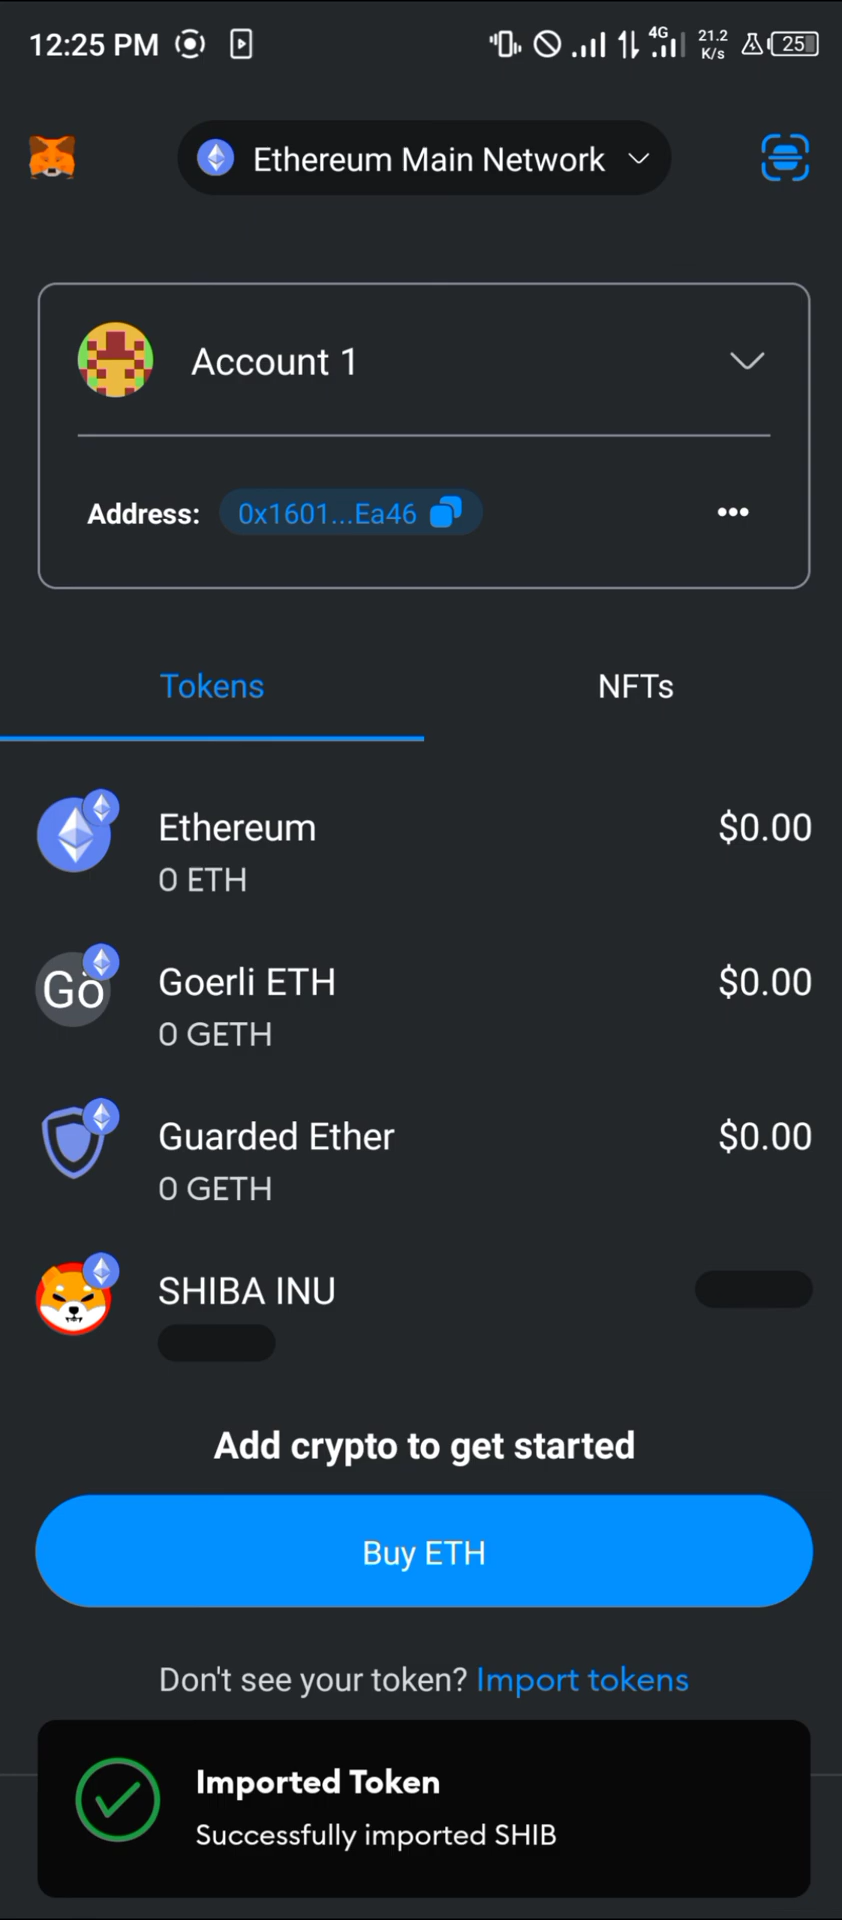 12:25 PM 4G 21.2 K/s 25
Ethereum Main Network
Account 1
Address: 0x1601...Ea46
Tokens NFTs
Ethereum $0.00
0 ETH
Go Goerli ETH $0.00
0 GETH
Guarded Ether $0.00
0 GETH
SHIBA INU
Add crypto to get started
Buy ETH
Don't see your token? Import tokens
Imported Token
Successfully imported SHIB